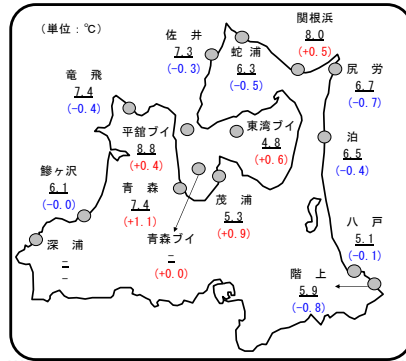 (単位：℃)
関根浜
8.0
(+0.5)
佐 井
7.3
(-0.3)
蛇浦
6.3
(-0.5)
尻 労
6.7
(-0.7)
竜 飛
7.4
(-0.4)
平舘ブイ
8.8
(+0.4)
東湾ブイ
4.8
(+0.6)
泊
6.5
(-0.4)
鰺ヶ沢
6.1
(-0.0)
青 森
7.4
(+1.1)
茂 浦
5.3
(+0.9)
八 戸
5.1
(-0.1)
深 浦
-
-
青森ブイ
-
(+0.0)
階 上
5.9
(-0.8)